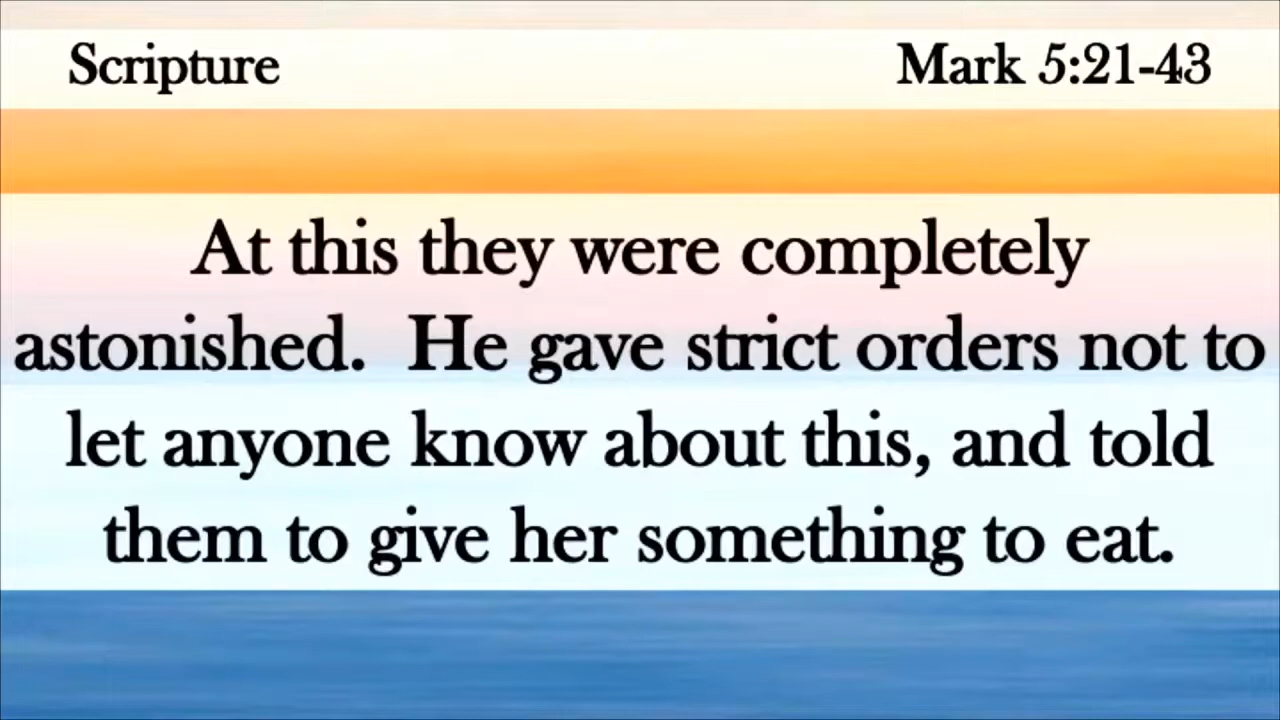 Scripture
Mark 5:21-43
At this they were completely
astonished.  He gave strict orders not to
let anyone know about this, and told
them to give her something to eat.